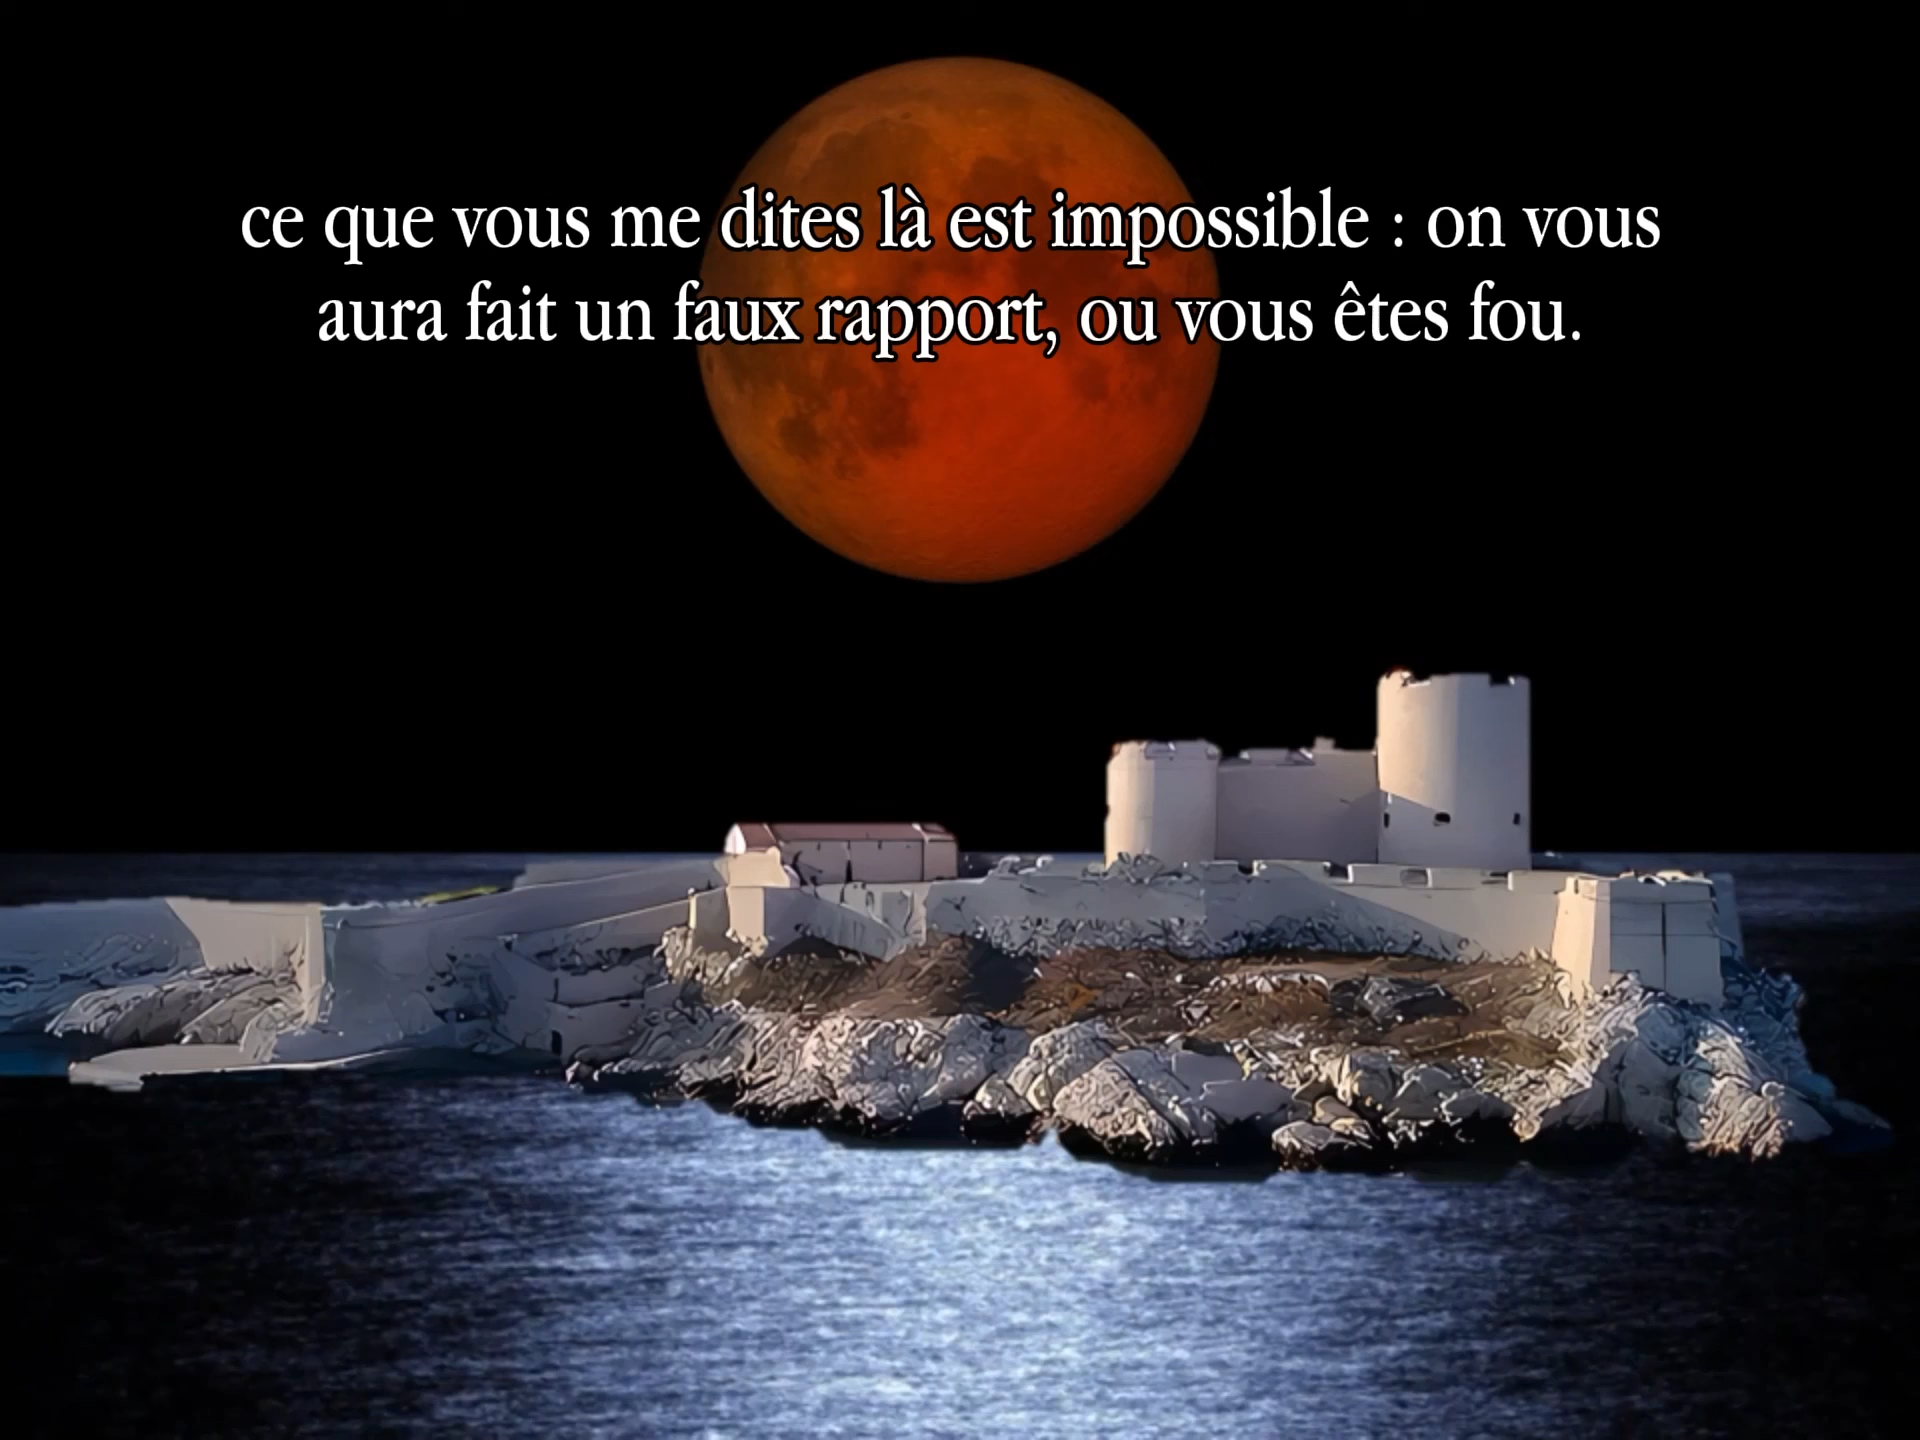 ce que vous me dites là est impossible : on vous
aura fait un faux rapport, ou vous êtes fou.